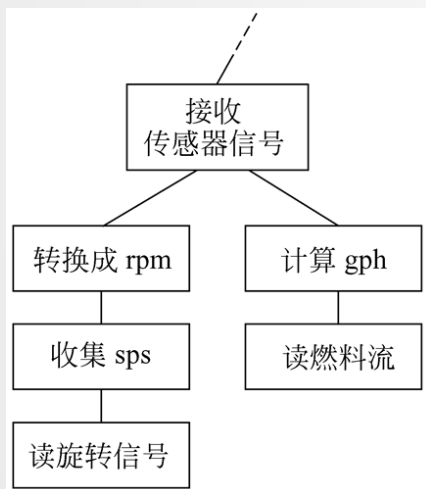 接收
传感器信号
转换成 rpm
计算 gph
收集 sps
读燃料流
读旋转信号